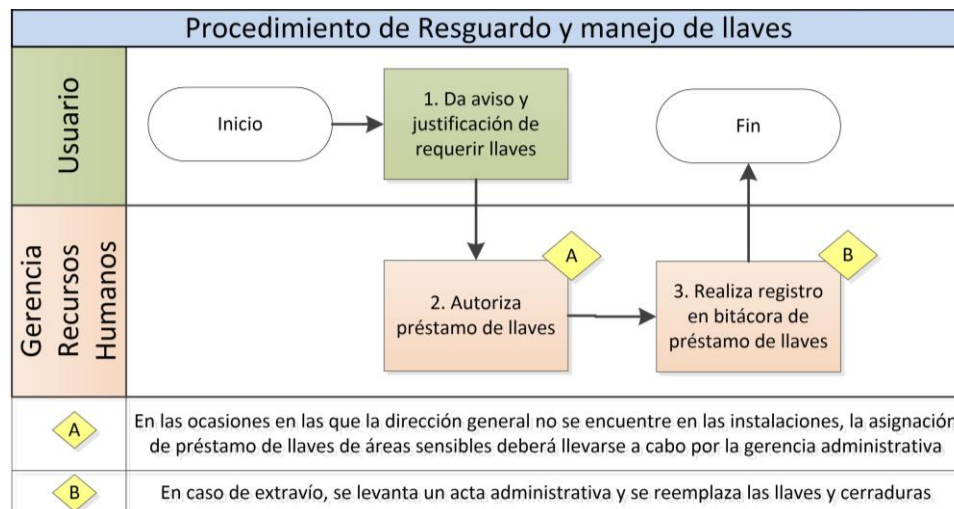 Procedimiento de Resguardo y manejo de llaves
Usuario
Inicio
1. Da aviso y
justificación de
requerir llaves
Fin
Gerencia
Recursos
Humanos
A
2. Autoriza
préstamo de llaves
B
3. Realiza registro
en bitácora de
préstamo de llaves
A
En las ocasiones en las que la dirección general no se encuentre en las instalaciones, la asignación
de préstamo de llaves de áreas sensibles deberá llevarse a cabo por la gerencia administrativa
B
En caso de extravío, se levanta un acta administrativa y se reemplaza las llaves y cerraduras